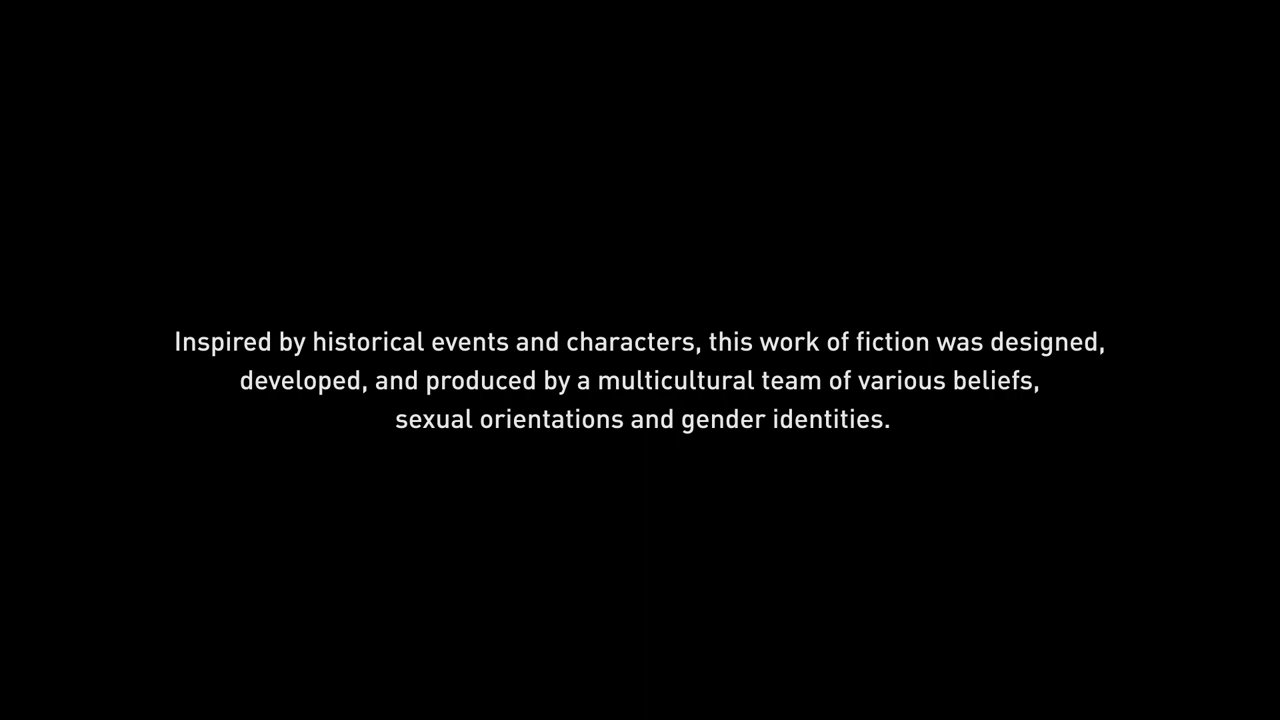 Inspired by historical events and characters, this work of fiction was designed,
developed, and produced by a multicultural team of various beliefs,
sexual orientations and gender identities.